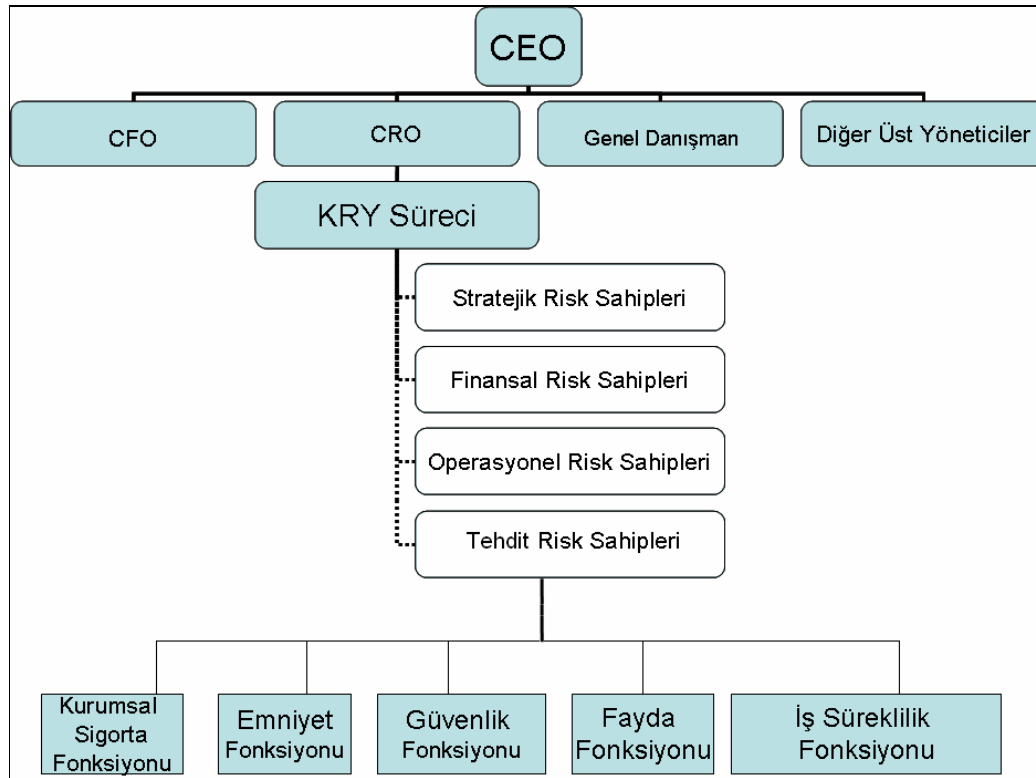 CEO
CFO
CRO
Genel Danışman
Diğer Üst Yöneticiler
KRY Süreci
Stratejik Risk Sahipleri
Finansal Risk Sahipleri
Operasyonel Risk Sahipleri
Tehdit Risk Sahipleri
Kurumsal
Sigorta
Fonksiyonu
Emniyet
Fonksiyonu
Güvenlik
Fonksiyonu
Fayda
Fonksiyonu
İş Süreklilik
Fonksiyonu